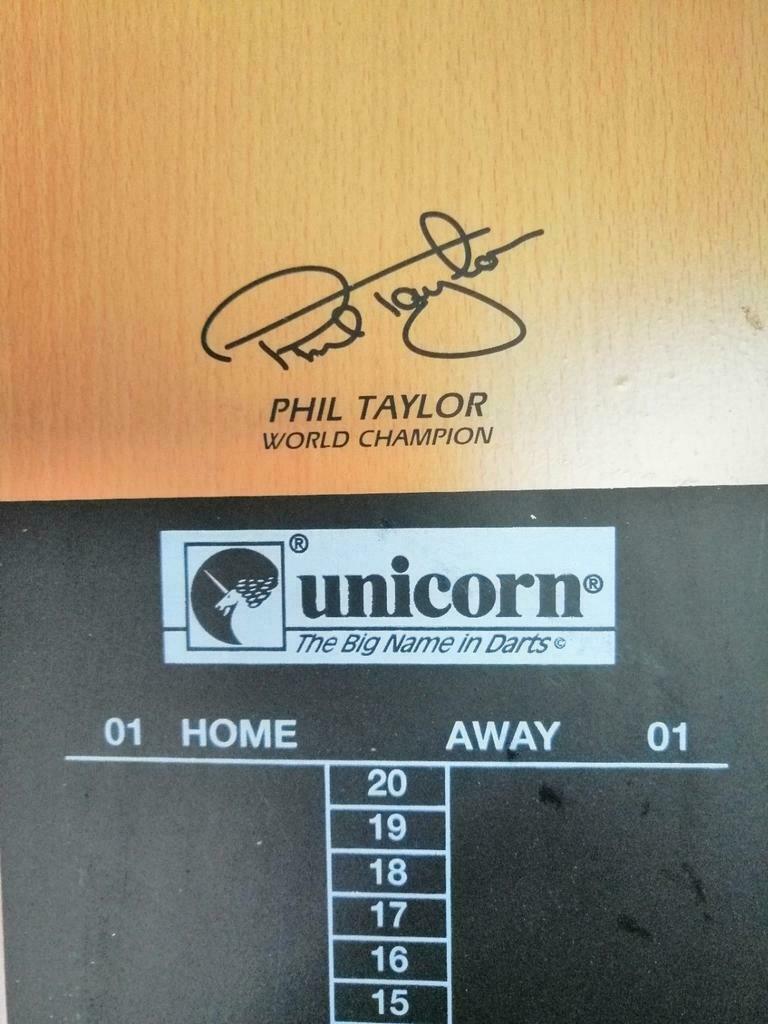 Phil Taylor
PHIL TAYLOR
WORLD CHAMPION
® unicorn®
The Big Name in Darts ©
01 HOME AWAY 01
20
19
18
17
16
15